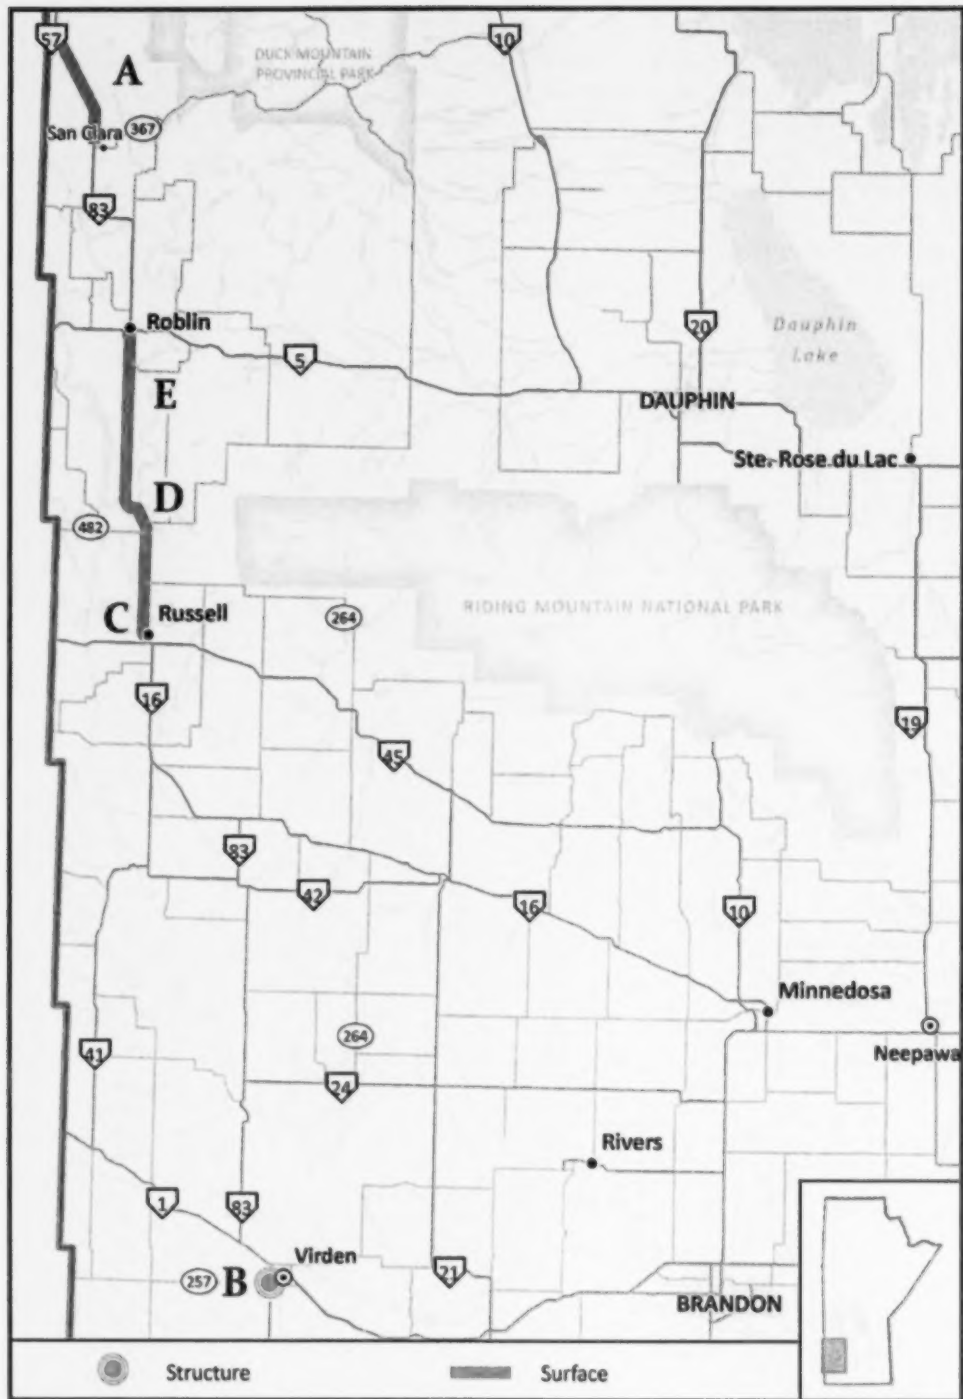 57
A
DUCK MOUNTAIN
PROVINCIAL PARK
10
San Clara
367
83
Roblin
5
20
Dauphin
Lake
E
DAUPHIN
Ste. Rose du Lac
D
482
C
Russell
264
RIDING MOUNTAIN NATIONAL PARK
16
19
45
83
42
16
10
Minnedosa
264
Neepawa
41
24
Rivers
1
83
Virden
257
B
21
BRANDON
Structure
Surface